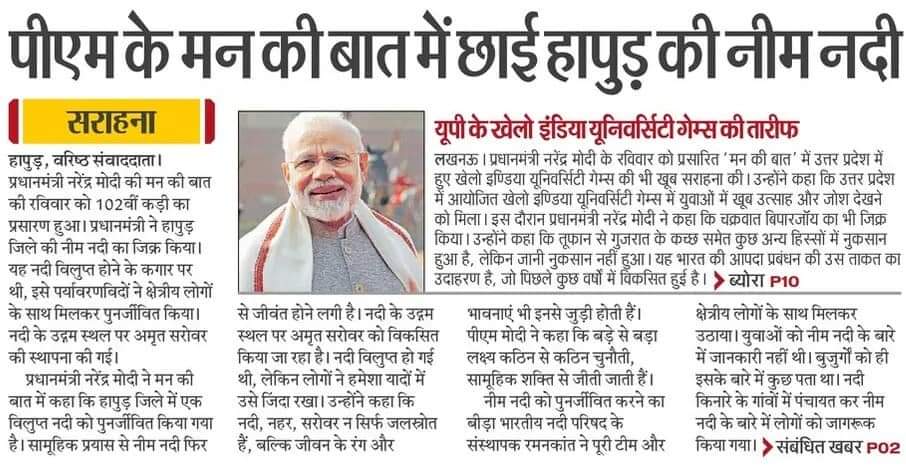 पीएम के मन की बात में छाई हापुड़ की नीम नदी
सराहना
हापुड़, वरिष्ठ संवाददाता।
प्रधानमंत्री नरेंद्र मोदी की मन की बात
की रविवार को 102वीं कड़ी का
प्रसारण हुआ। प्रधानमंत्री ने हापुड़
जिले की नीम नदी का जिक्र किया।
यह नदी विलुप्त होने के कगार पर
थी, इसे पर्यावरणविदों ने क्षेत्रीय लोगों
के साथ मिलकर पुनर्जीवित किया।
नदी के उद्गम स्थल पर अमृत सरोवर
की स्थापना की गई।
प्रधानमंत्री नरेंद्र मोदी ने मन की
बात में कहा कि हापुड़ जिले में एक
विलुप्त नदी को पुनर्जीवित किया गया
है। सामूहिक प्रयास से नीम नदी फिर
से जीवंत होने लगी है। नदी के उद्गम
स्थल पर अमृत सरोवर को विकसित
किया जा रहा है। नदी विलुप्त हो गई
थी, लेकिन लोगों ने हमेशा यादों में
उसे जिंदा रखा। उन्होंने कहा कि
नदी, नहर, सरोवर न सिर्फ जलस्रोत
हैं, बल्कि जीवन के रंग और
भावनाएं भी इनसे जुड़ी होती हैं।
पीएम मोदी ने कहा कि बड़े से बड़ा
लक्ष्य कठिन से कठिन चुनौती,
सामूहिक शक्ति से जीती जाती हैं।
नीम नदी को पुनर्जीवित करने का
बीड़ा भारतीय नदी परिषद के
संस्थापक रमनकांत ने पूरी टीम और
क्षेत्रीय लोगों के साथ मिलकर
उठाया। युवाओं को नीम नदी के बारे
में जानकारी नहीं थी। बुजुर्गों को ही
इसके बारे में कुछ पता था। नदी
किनारे के गांवों में पंचायत कर नीम
नदी के बारे में लोगों को जागरूक
किया गया। संबंधित खबर P02
यूपी के खेलो इंडिया यूनिवर्सिटी गेम्स की तारीफ
लखनऊ। प्रधानमंत्री नरेंद्र मोदी के रविवार को प्रसारित 'मन की बात' में उत्तर प्रदेश में
हुए खेलो इण्डिया यूनिवर्सिटी गेम्स की भी खूब सराहना की। उन्होंने कहा कि उत्तर प्रदेश
में आयोजित खेलो इण्डिया यूनिवर्सिटी गेम्स में युवाओं में खूब उत्साह और जोश देखने
को मिला। इस दौरान प्रधानमंत्री नरेंद्र मोदी ने कहा कि चक्रवात बिपारजॉय का भी जिक्र
किया। उन्होंने कहा कि तूफान से गुजरात के कच्छ समेत कुछ अन्य हिस्सों में नुकसान
हुआ है, लेकिन जानी नुकसान नहीं हुआ। यह भारत की आपदा प्रबंधन की उस ताकत का
उदाहरण है, जो पिछले कुछ वर्षों में विकसित हुई है। ब्योरा P10